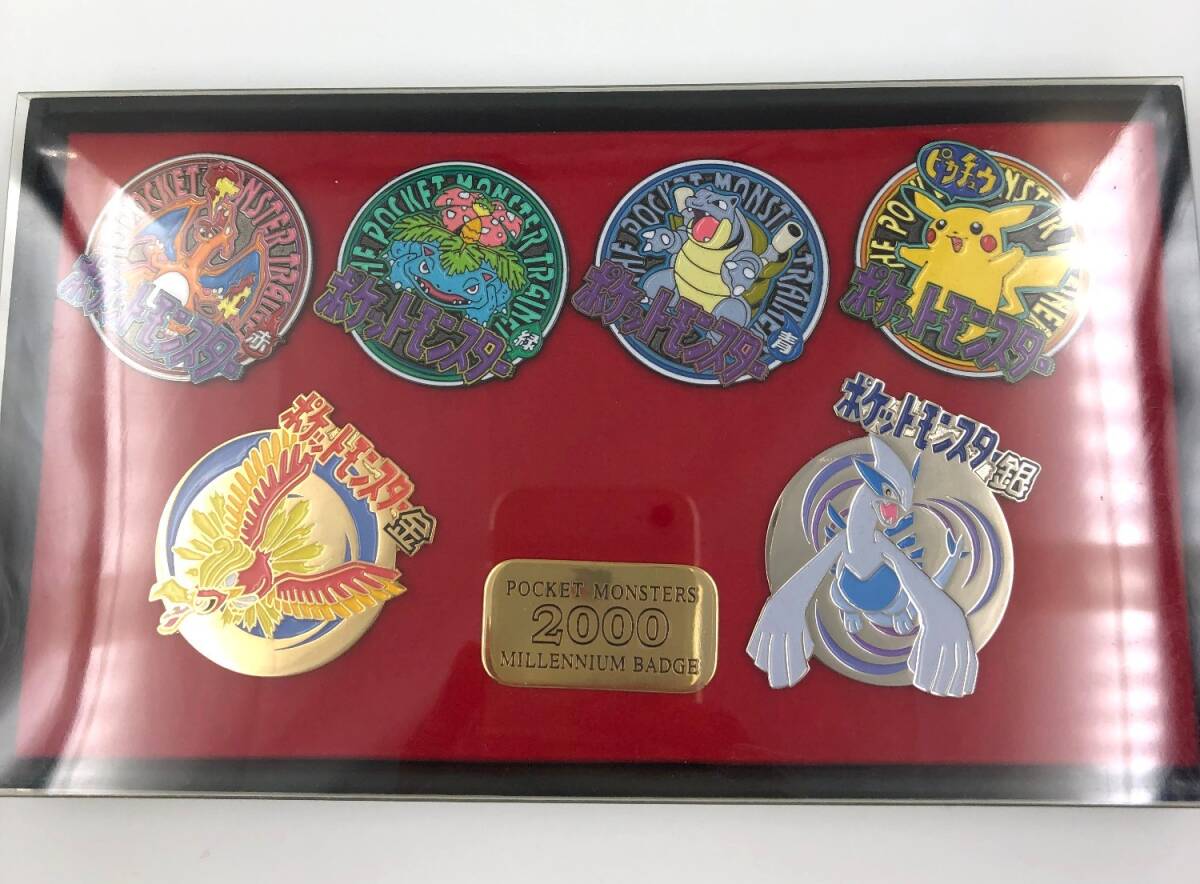 THE POCKET MONSTER TRAINER
ポケットモンスター
赤
THE POCKET MONSTER TRAINER
ポケットモンスター
緑
THE POCKET MONSTER TRAINER
ポケットモンスター
青
ピカチュウ
ポケットモンスター
ポケットモンスター
金
ポケットモンスター
銀
POCKET MONSTERS
2000
MILLENNIUM BADGE